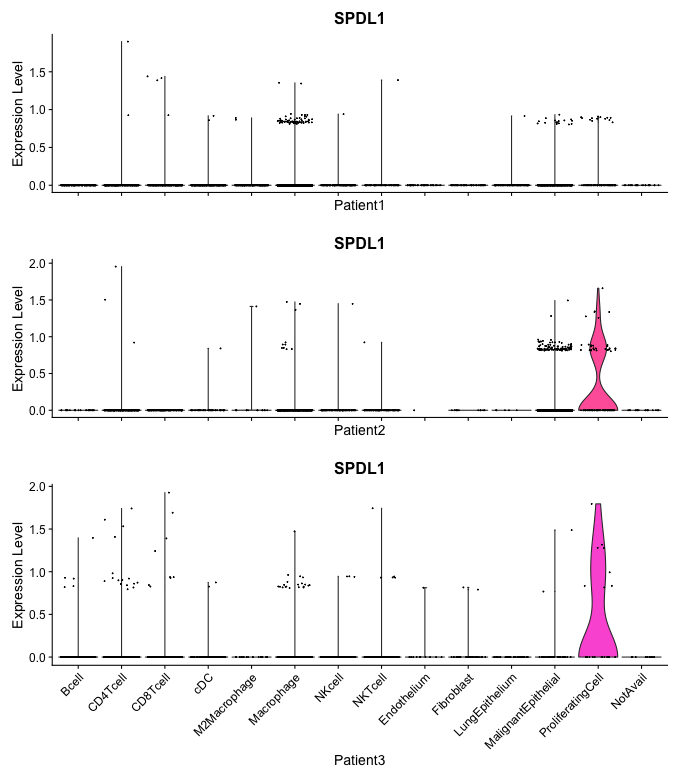 SPDL1
Expression Level
1.5
1.0
0.5
0.0
Patient1
SPDL1
Expression Level
2.0
1.5
1.0
0.5
0.0
Patient2
SPDL1
Expression Level
2.0
1.5
1.0
0.5
0.0
Bcell
CD4Tcell
CD8Tcell
cDC
M2Macrophage
Macrophage
NKcell
NKTcell
Endothelium
Fibroblast
LungEpithelium
MalignantEpithelial
ProliferatingCell
NotAvail
Patient3